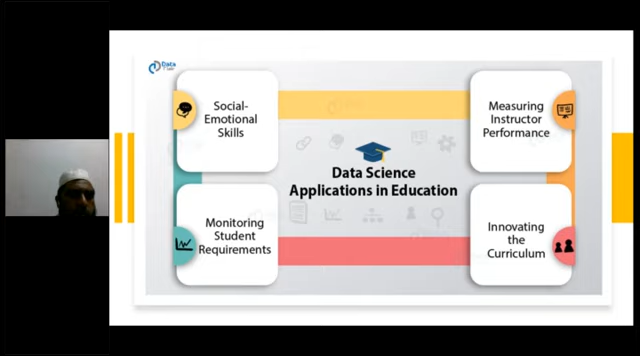 Data
Social-
Emotional
Skills
Measuring
Instructor
Performance
Data Science
Applications in Education
Monitoring
Student
Requirements
Innovating
the
Curriculum